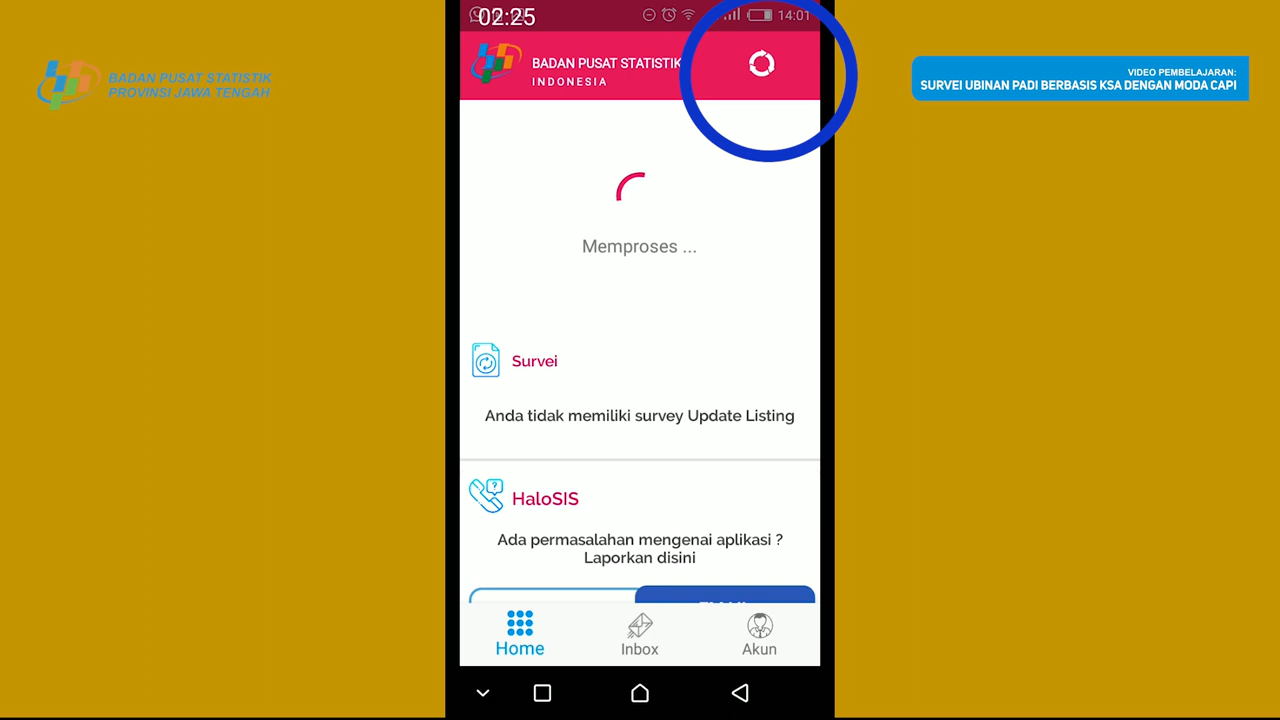 BADAN PUSAT STATISTIK
PROVINSI JAWA TENGAH
VIDEO PEMBELAJARAN:
SURVEI UBINAN PADI BERBASIS KSA DENGAN MODA CAPI
02:25
14:01
BADAN PUSAT STATISTIK
INDONESIA
Memproses ...
Survei
Anda tidak memiliki survey Update Listing
HaloSIS
Ada permasalahan mengenai aplikasi ?
Laporkan disini
Home
Inbox
Akun